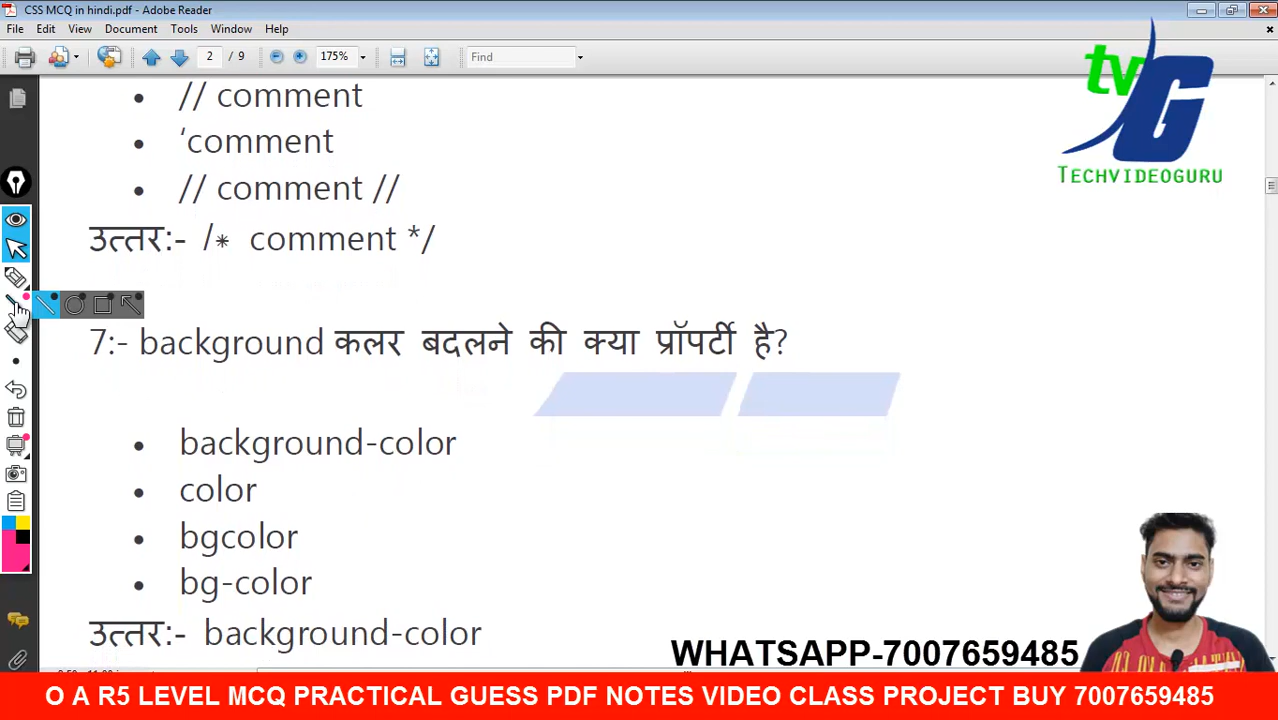 CSS MCQ in hindi.pdf - Adobe Reader
File Edit View Document Tools Window Help
2 / 9 175% Find
tvG
TECHVIDEOGURU
• // comment
• ‘comment
• // comment //
उत्तर:- /* comment */
7:- background कलर बदलने की क्या प्रॉपर्टी है?
• background-color
• color
• bgcolor
• bg-color
उत्तर:- background-color
WHATSAPP-7007659485
O A R5 LEVEL MCQ PRACTICAL GUESS PDF NOTES VIDEO CLASS PROJECT BUY 7007659485